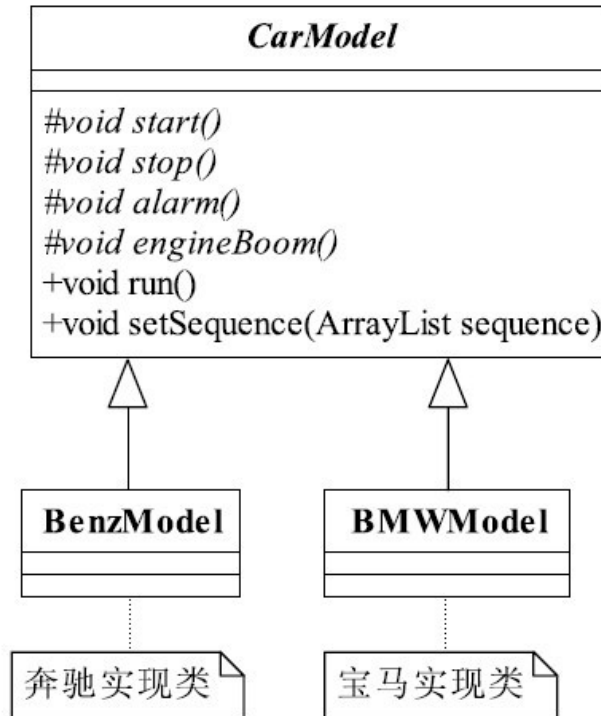 CarModel
#void start()
#void stop()
#void alarm()
#void engineBoom()
+void run()
+void setSequence(ArrayList sequence)
BenzModel
BMWModel
奔驰实现类
宝马实现类